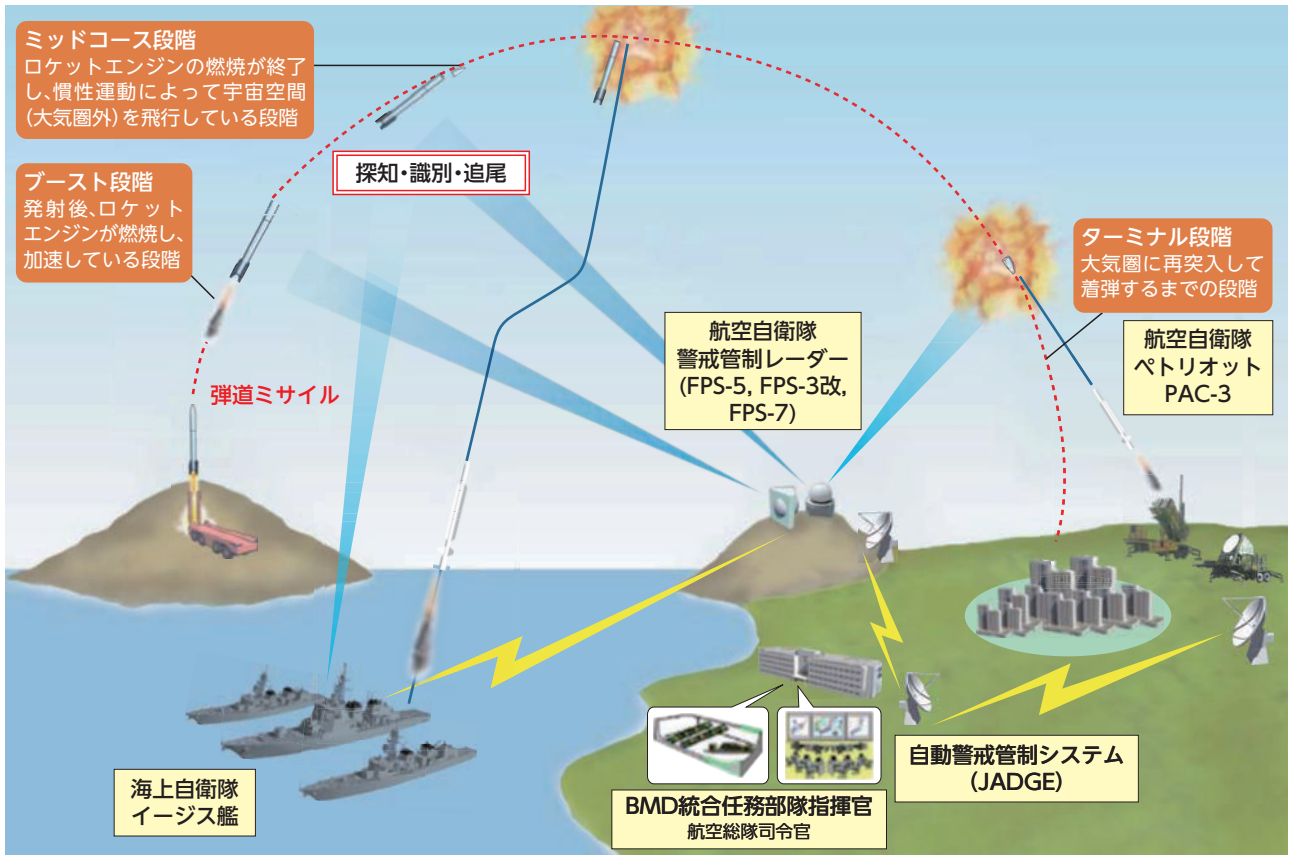 ミッドコース段階
ロケットエンジンの燃焼が終了
し、慣性運動によって宇宙空間
(大気圏外)を飛行している段階
探知・識別・追尾
ブースト段階
発射後、ロケット
エンジンが燃焼し、
加速している段階
弾道ミサイル
ターミナル段階
大気圏に再突入して
着弾するまでの段階
航空自衛隊
警戒管制レーダー
(FPS-5, FPS-3改,
FPS-7)
航空自衛隊
ペトリオット
PAC-3
海上自衛隊
イージス艦
BMD統合任務部隊指揮官
航空総隊司令官
自動警戒管制システム
(JADGE)